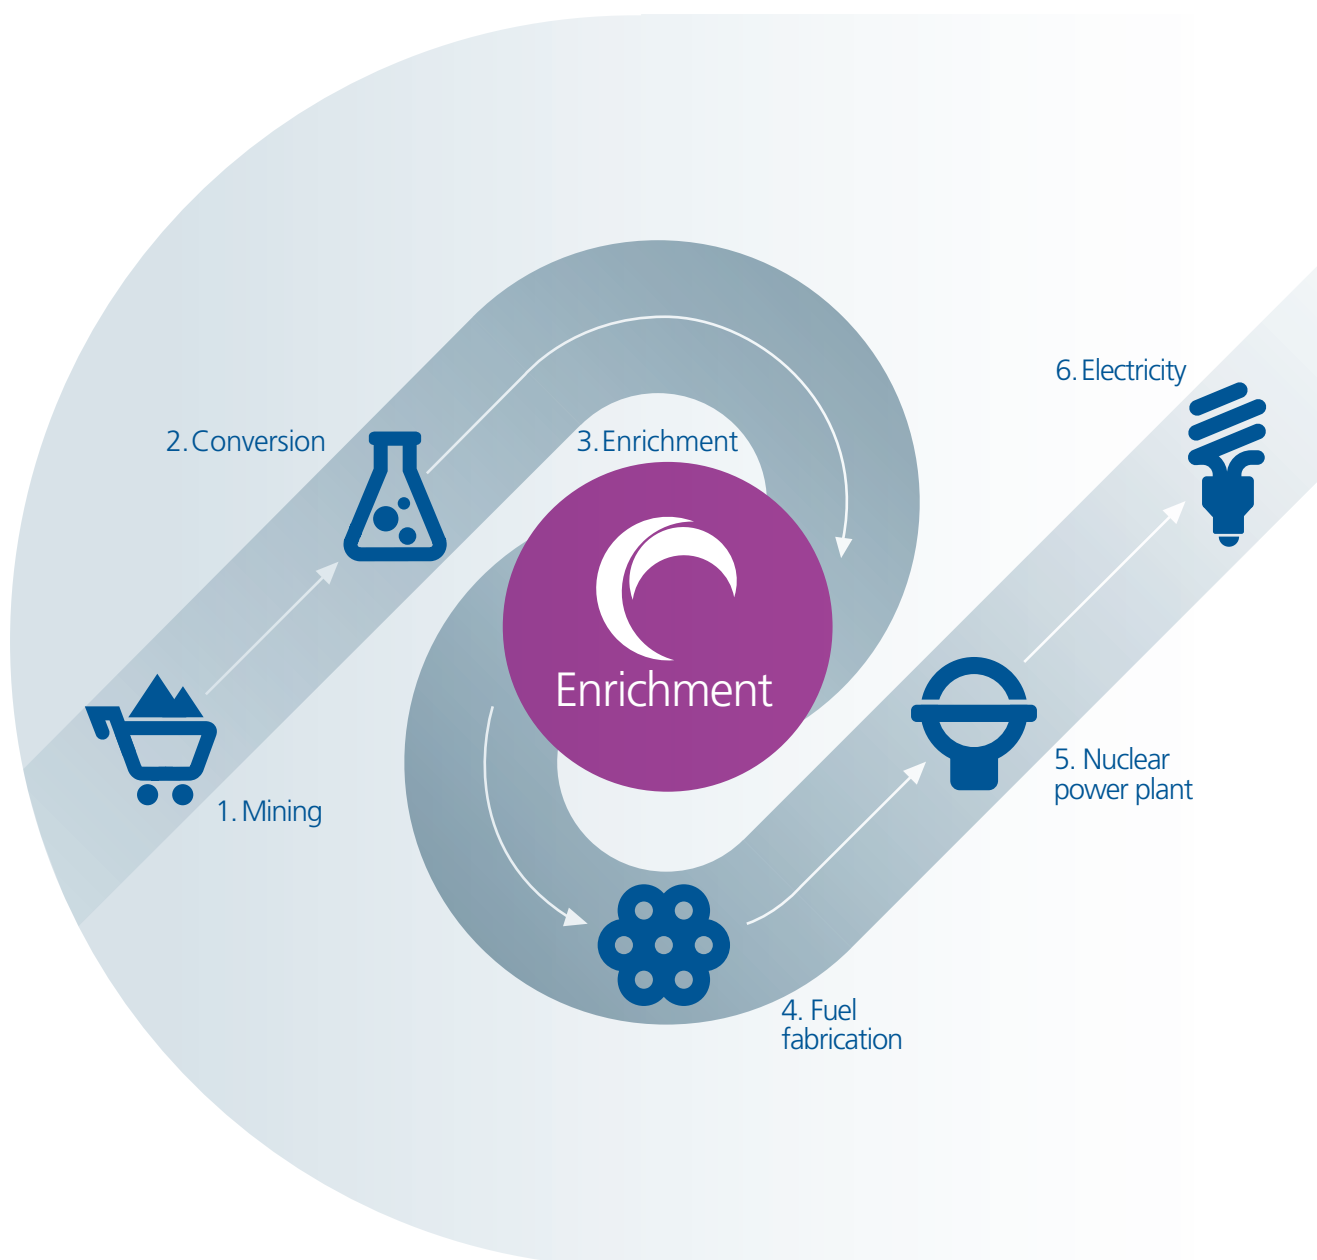 1. Mining
2. Conversion
3. Enrichment
Enrichment
4. Fuel
fabrication
5. Nuclear
power plant
6. Electricity